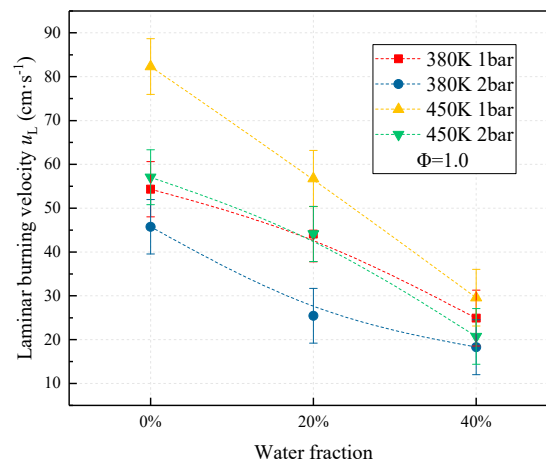 Laminar burning velocity uL (cm·s-1)
90
80
70
60
50
40
30
20
10
380K 1bar
380K 2bar
450K 1bar
450K 2bar
Φ=1.0
0%
20%
40%
Water fraction